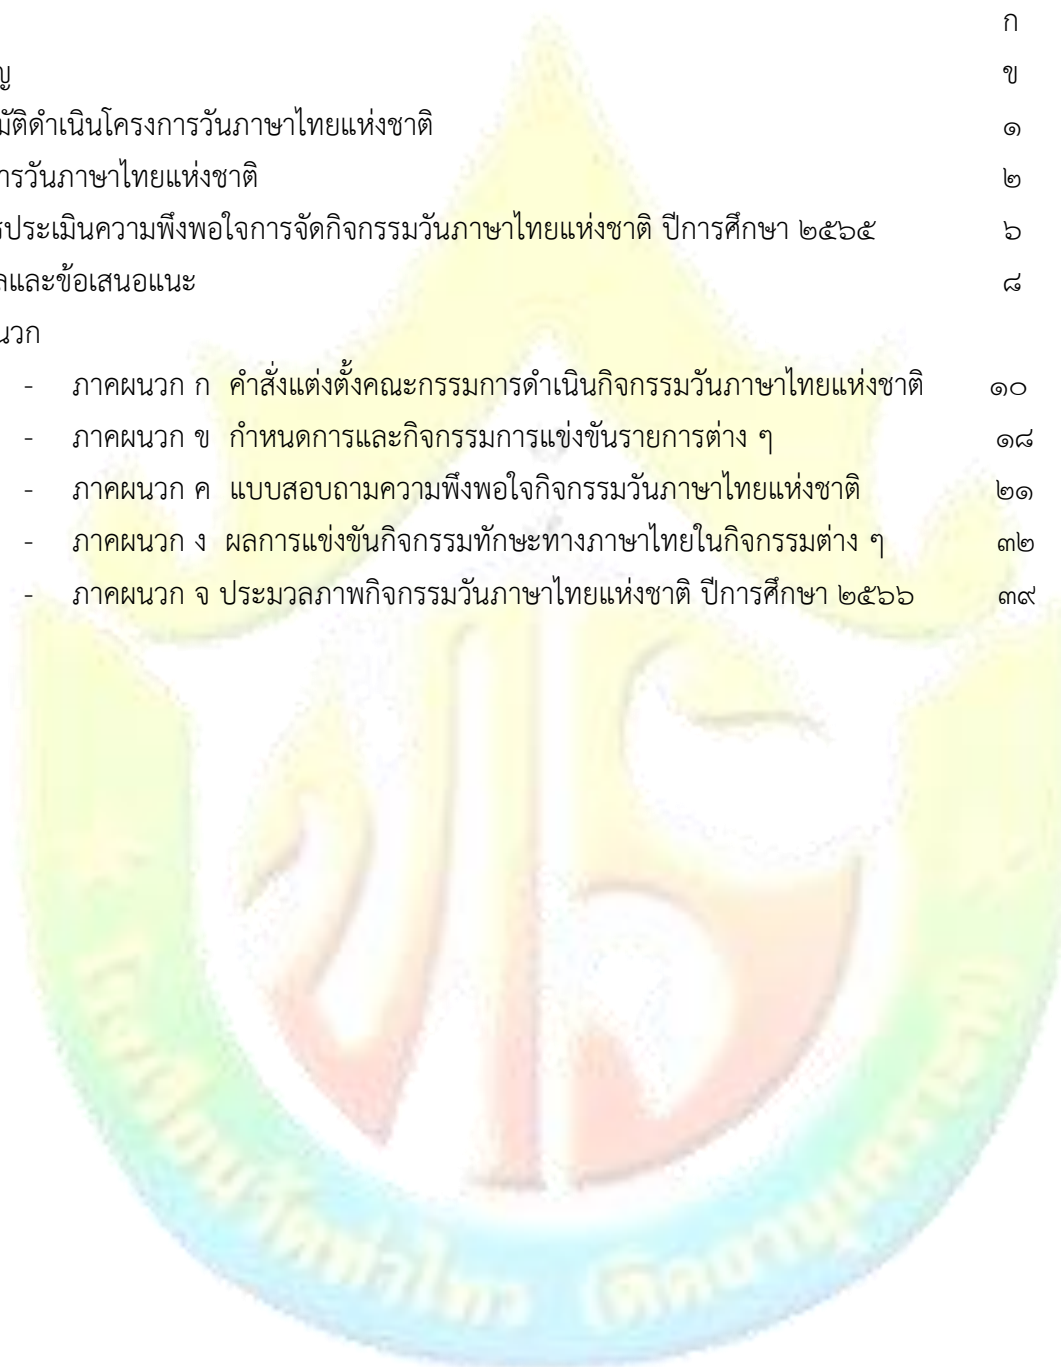 ก
ญ ข
มัติดำเนินโครงการวันภาษาไทยแห่งชาติ ๑
ารวันภาษาไทยแห่งชาติ ๒
รประเมินความพึงพอใจการจัดกิจกรรมวันภาษาไทยแห่งชาติ ปีการศึกษา ๒๕๖๕ ๖
ลและข้อเสนอแนะ ๘
นวก
- ภาคผนวก ก คำสั่งแต่งตั้งคณะกรรมการดำเนินกิจกรรมวันภาษาไทยแห่งชาติ ๑๐
- ภาคผนวก ข กำหนดการและกิจกรรมการแข่งขันรายการต่าง ๆ ๑๘
- ภาคผนวก ค แบบสอบถามความพึงพอใจกิจกรรมวันภาษาไทยแห่งชาติ ๒๑
- ภาคผนวก ง ผลการแข่งขันกิจกรรมทักษะทางภาษาไทยในกิจกรรมต่าง ๆ ๓๒
- ภาคผนวก จ ประมวลภาพกิจกรรมวันภาษาไทยแห่งชาติ ปีการศึกษา ๒๕๖๖ ๓๙